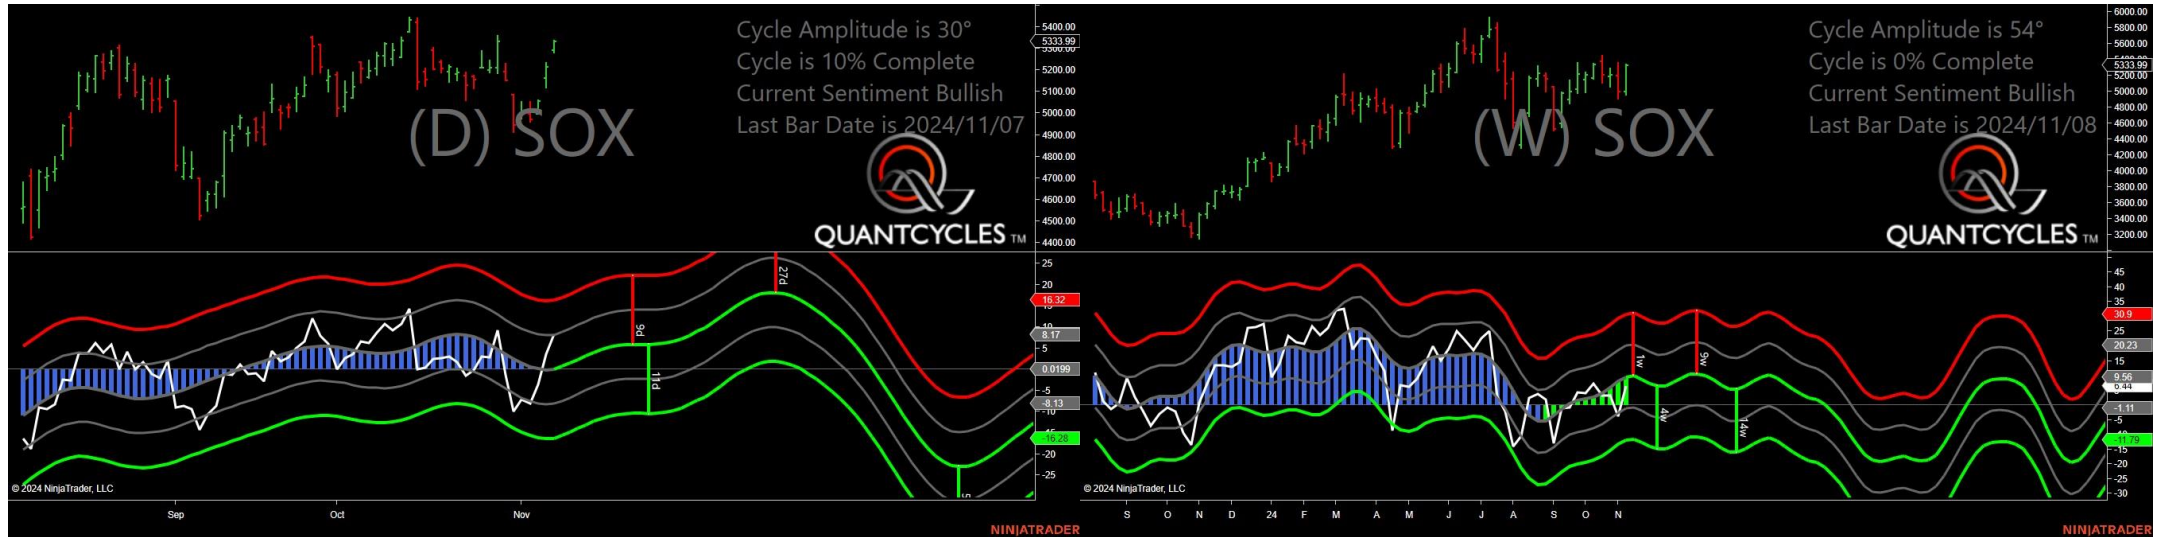 Cycle Amplitude is 30°
Cycle is 10% Complete
Current Sentiment Bullish
Last Bar Date is 2024/11/07
(D) SOX
QUANTCYCLES TM
5400.00
5333.99
5300.00
5200.00
5100.00
5000.00
4900.00
4800.00
4700.00
4600.00
4500.00
4400.00
9d
11d
27d
25
20
16.32
10
8.17
5
0.0199
-5
-8.13
-10
-15
-16.28
-20
-25
© 2024 NinjaTrader, LLC
Sep
Oct
Nov
NINJATRADER
Cycle Amplitude is 54°
Cycle is 0% Complete
Current Sentiment Bullish
Last Bar Date is 2024/11/08
(W) SOX
QUANTCYCLES TM
6000.00
5800.00
5600.00
5333.99
5200.00
5000.00
4800.00
4600.00
4400.00
4200.00
4000.00
3800.00
3600.00
3400.00
3200.00
1w
9w
4w
14w
45
40
35
30.9
25
20.23
15
9.56
-1.11
-5
-11.79
-15
-20
-25
-30
© 2024 NinjaTrader, LLC
S O N D 24 F M A M J J A S O N
NINJATRADER